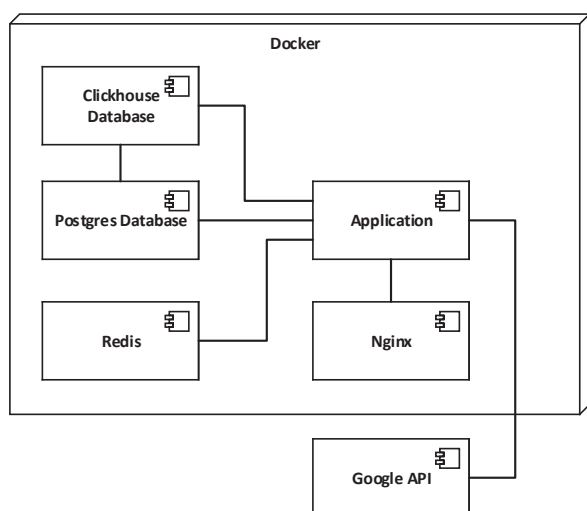 Docker
Clickhouse
Database
Postgres Database
Application
Redis
Nginx
Google API